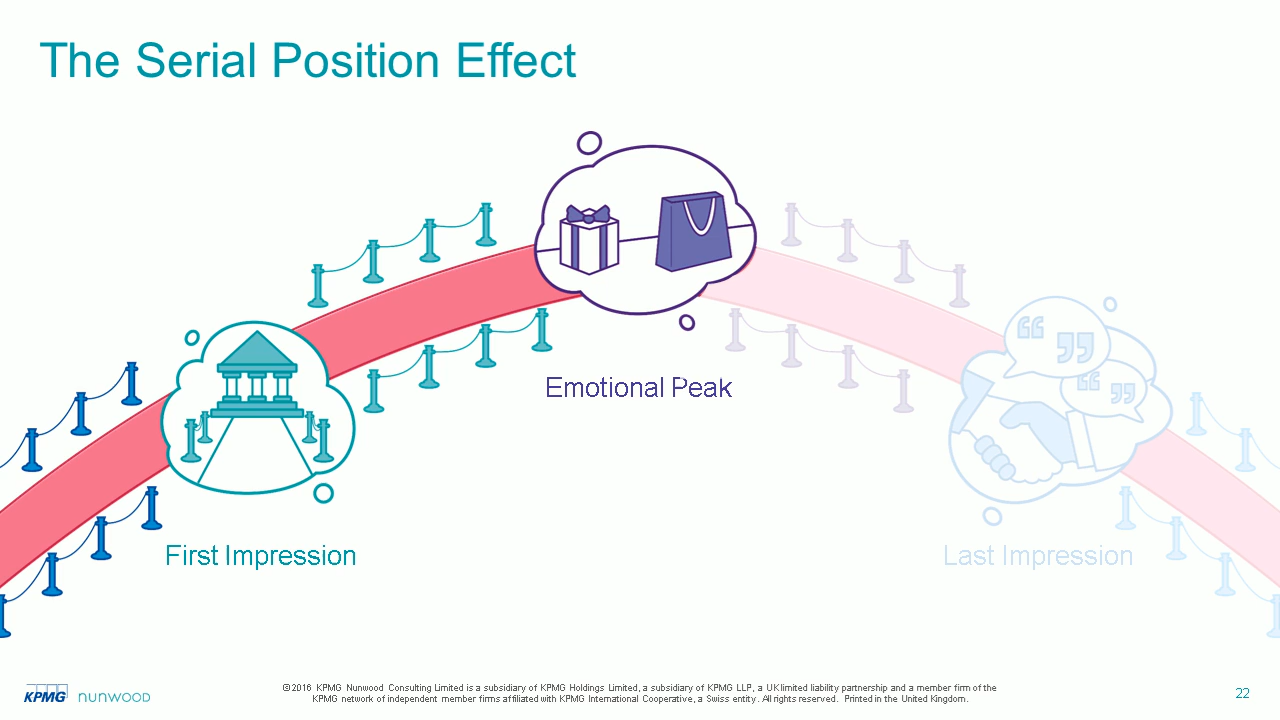 The Serial Position Effect
Emotional Peak
First Impression
Last Impression
KPMG nunwood
© 2016 KPMG Nunwood Consulting Limited is a subsidiary of KPMG Holdings Limited, a subsidiary of KPMG LLP, a UK limited liability partnership and a member firm of the
KPMG network of independent member firms affiliated with KPMG International Cooperative, a Swiss entity. All rights reserved. Printed in the United Kingdom.
22